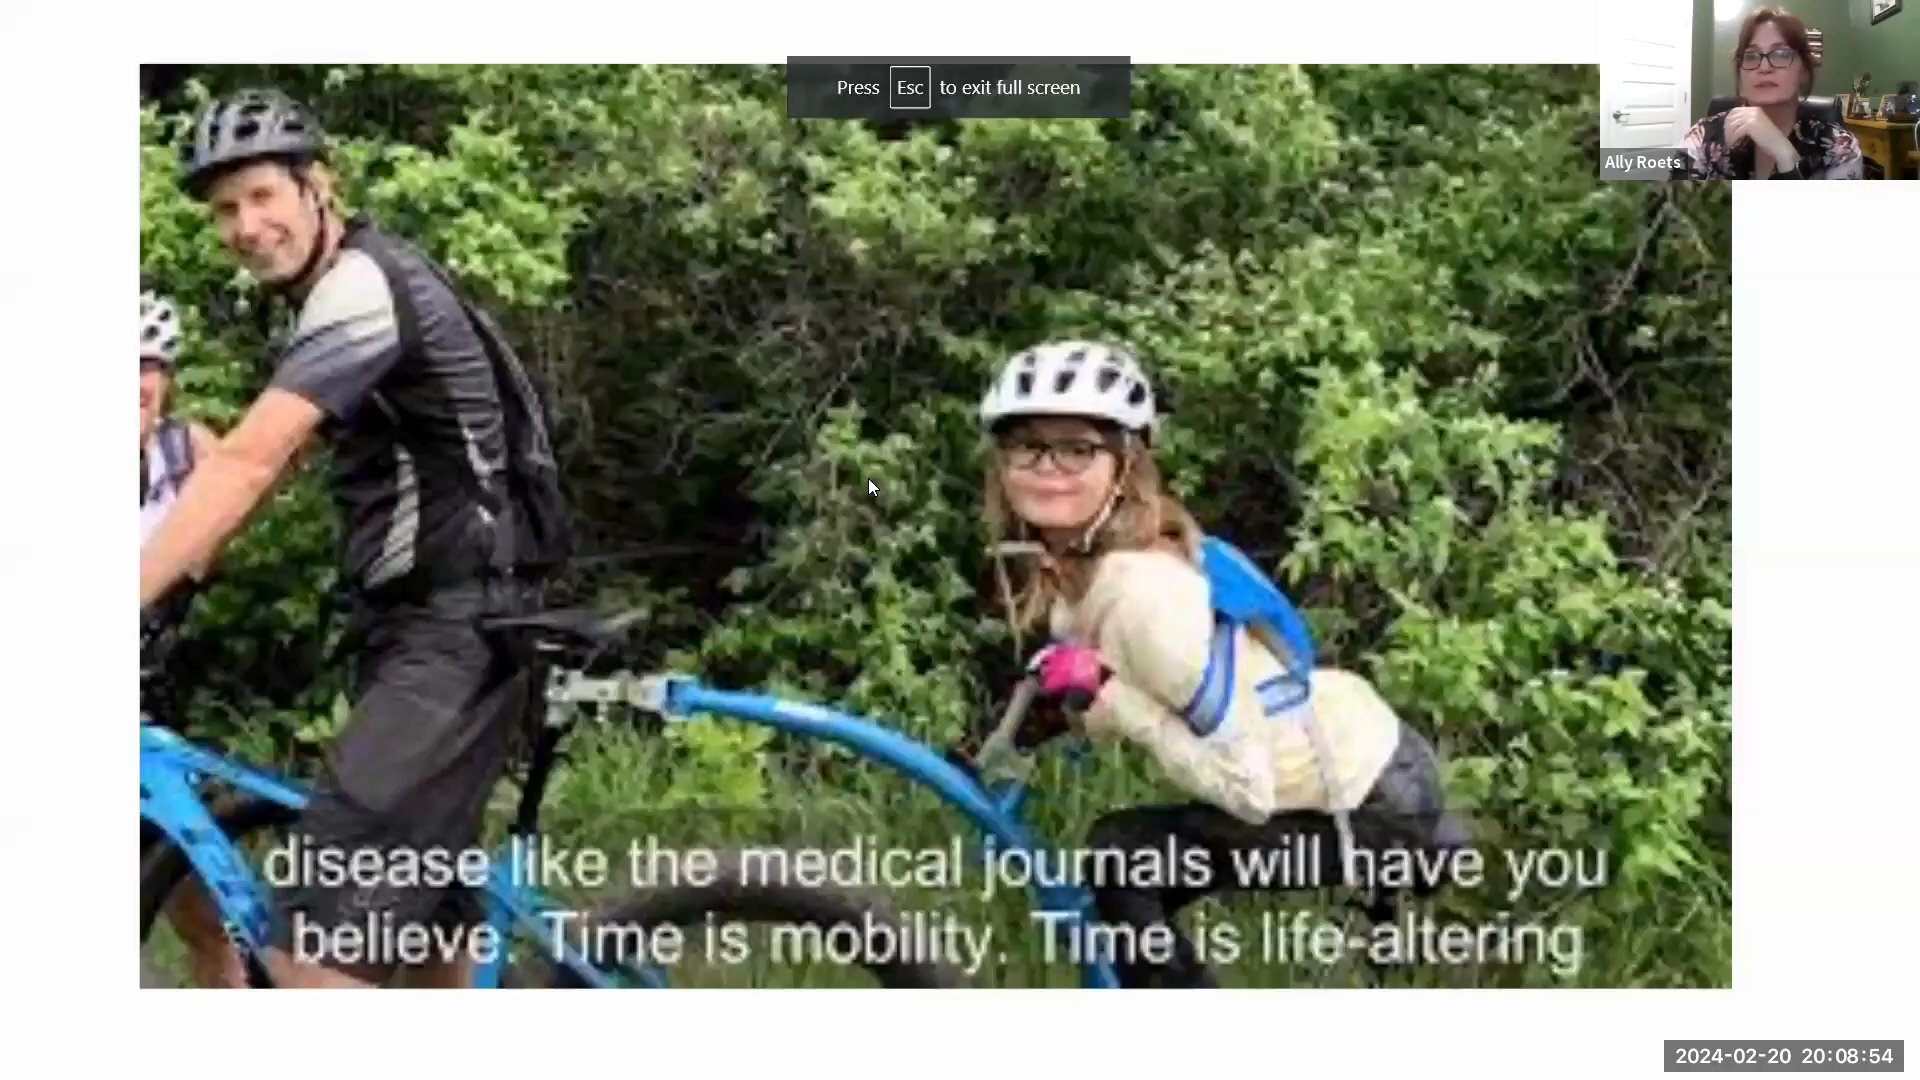 Press Esc to exit full screen
Ally Roets
disease like the medical journals will have you
believe. Time is mobility. Time is life-altering
2024-02-20 20:08:54